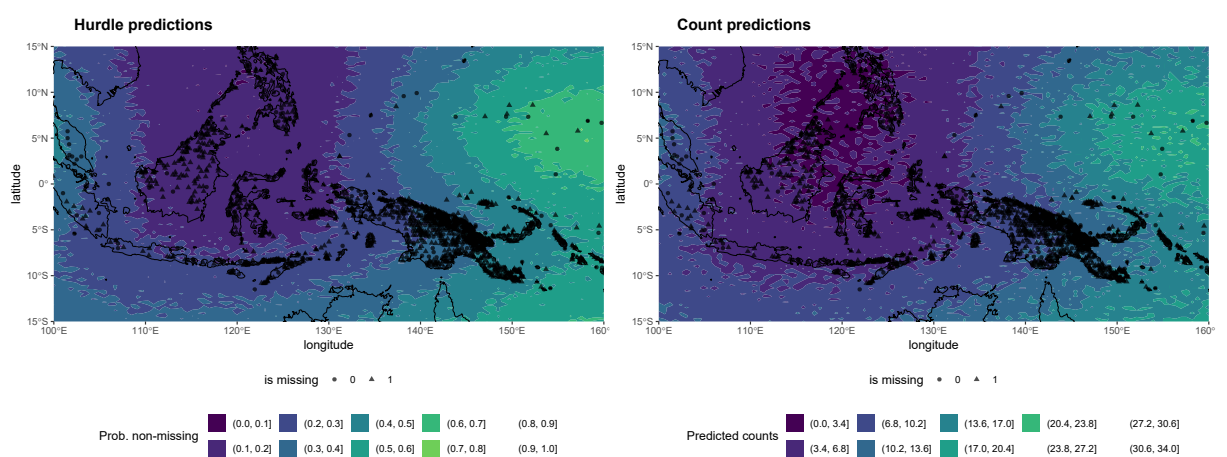 Hurdle predictions
15°N
10°N
5°N
0°
5°S
10°S
15°S
latitude
100°E
110°E
120°E
130°E
140°E
150°E
160°
longitude
is missing 0 1
Prob. non-missing
(0.0, 0.1] (0.2, 0.3] (0.4, 0.5] (0.6, 0.7] (0.8, 0.9]
(0.1, 0.2] (0.3, 0.4] (0.5, 0.6] (0.7, 0.8] (0.9, 1.0]
Count predictions
15°N
10°N
5°N
0°
5°S
10°S
15°S
latitude
100°E
110°E
120°E
130°E
140°E
150°E
160°
longitude
is missing 0 1
Predicted counts
(0.0, 3.4] (6.8, 10.2] (13.6, 17.0] (20.4, 23.8] (27.2, 30.6]
(3.4, 6.8] (10.2, 13.6] (17.0, 20.4] (23.8, 27.2] (30.6, 34.0]